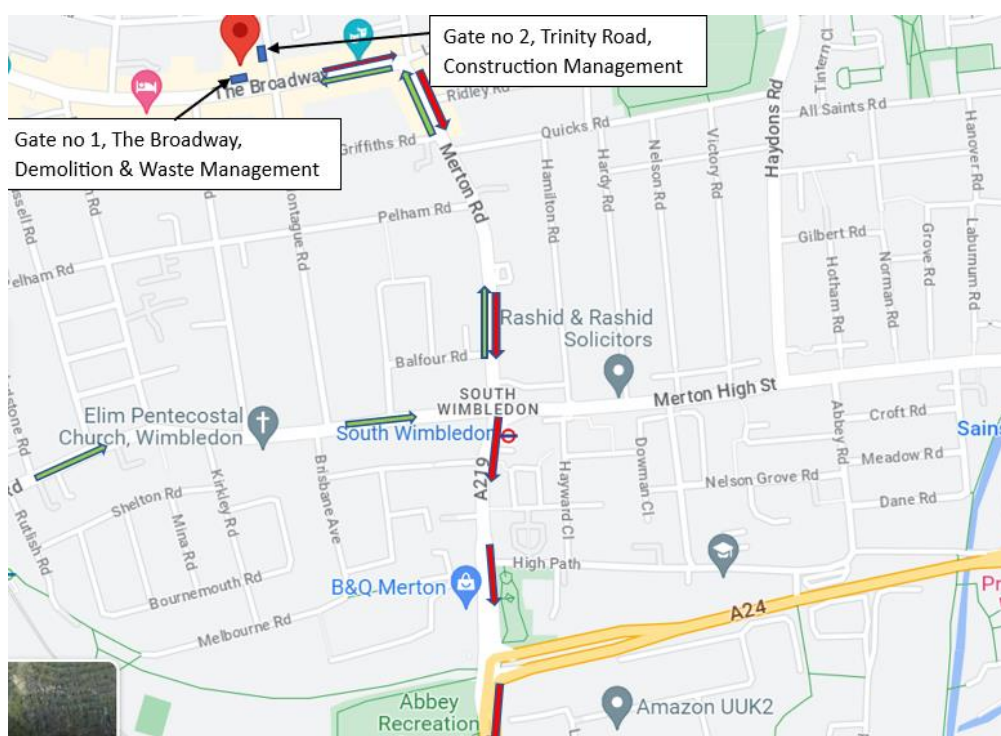 Gate no 2, Trinity Road,
Construction Management
The Broadway
Gate no 1, The Broadway,
Demolition & Waste Management
Ridley Rd
Griffiths Rd
Quicks Rd
All Saints Rd
Tintern Cl
Haydons Rd
Hanover Rd
Merton Rd
Hamilton Rd
Hardy Rd
Nelson Rd
Victory Rd
Pelham Rd
Pelham Rd
Gilbert Rd
Hotham Rd
Norman Rd
Grove Rd
Laburnum Rd
Rashid & Rashid
Solicitors
Balfour Rd
SOUTH
WIMBLEDON
Merton High St
Elim Pentecostal
Church, Wimbledon
South Wimbledon
Abbey Rd
Croft Rd
Sains
Meadow Rd
Nelson Grove Rd
Dane Rd
Dowman Cl
Hayward Cl
A219
Brisbane Ave
Kirkley Rd
Shelton Rd
Mina Rd
Rutlish Rd
High Path
Bournemouth Rd
B&Q Merton
Melbourne Rd
A24
Abbey
Recreation
Amazon UUK2